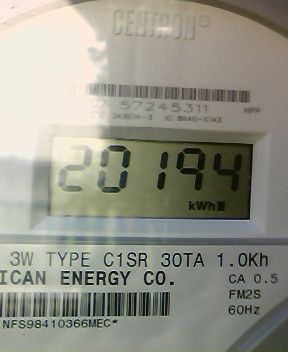 CENTRON®
57245311
HPP
20194
kWh
3W TYPE C1SR 30TA 1.0Kh
ICAN ENERGY CO.
CA 0.5
FM2S
60Hz
NFS98410366MEC*